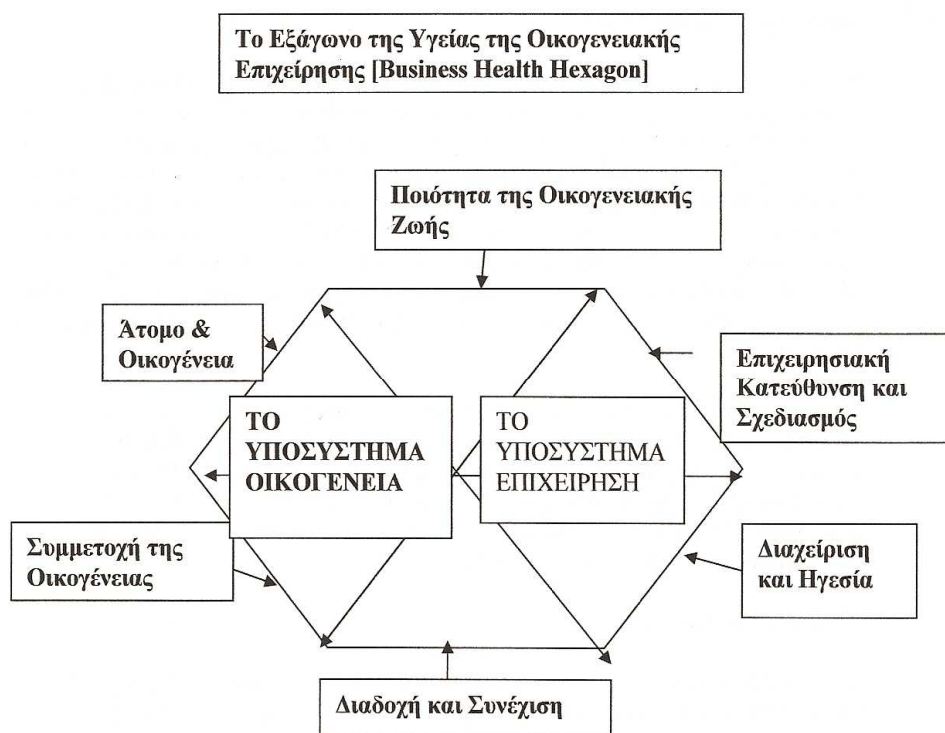 Το Εξάγωνο της Υγείας της Οικογενειακής
Επιχείρησης [Business Health Hexagon]
Ποιότητα της Οικογενειακής
Ζωής
Άτομο &
Οικογένεια
Επιχειρησιακή
Κατεύθυνση και
Σχεδιασμός
ΤΟ
ΥΠΟΣΥΣΤΗΜΑ
ΟΙΚΟΓΕΝΕΙΑ
ΤΟ
ΥΠΟΣΥΣΤΗΜΑ
ΕΠΙΧΕΙΡΗΣΗ
Συμμετοχή της
Οικογένειας
Διαχείριση
και Ηγεσία
Διαδοχή και Συνέχιση